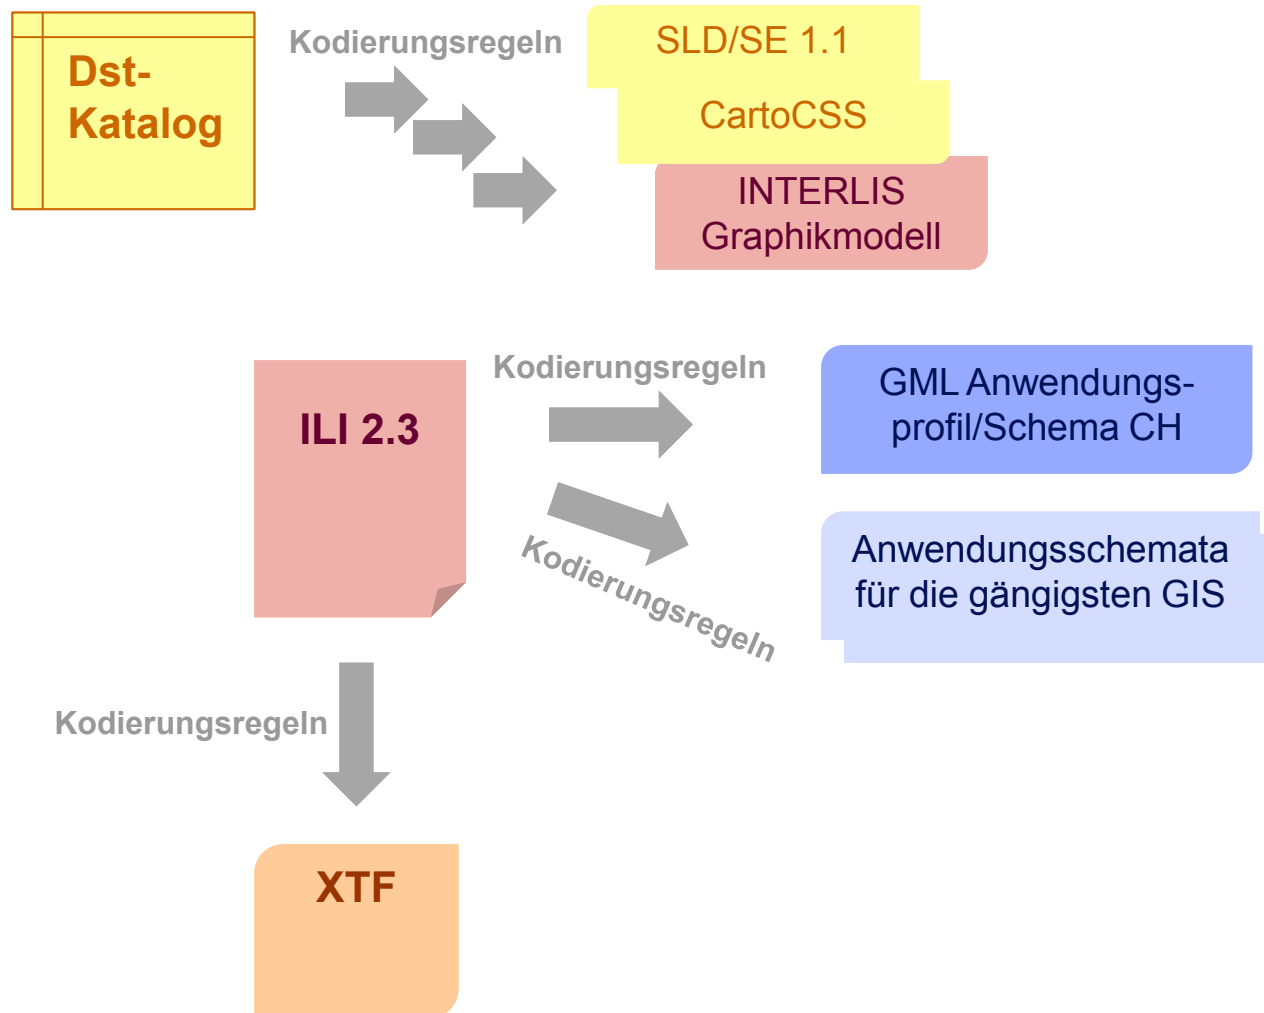 Dst-
Katalog
Kodierungsregeln
SLD/SE 1.1
CartoCSS
INTERLIS
Graphikmodell
ILI 2.3
Kodierungsregeln
GML Anwendungs-
profil/Schema CH
Kodierungsregeln
Anwendungsschemata
für die gängigsten GIS
Kodierungsregeln
XTF